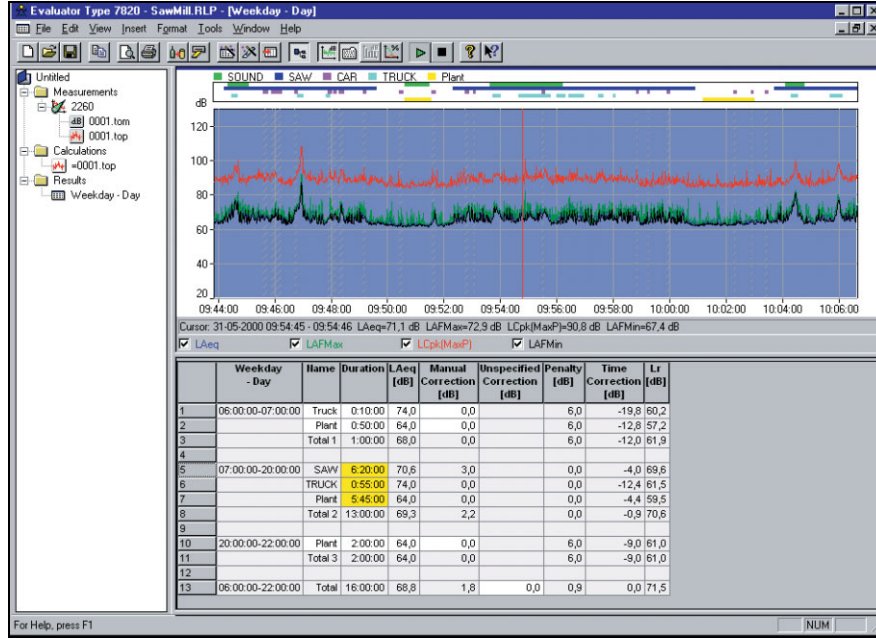 Evaluator Type 7820 - SawMill.RLP - [Weekday - Day]
File Edit View Insert Format Tools Window Help
Untitled
Measurements
2260
0001.tom
0001.top
Calculations
=0001.top
Results
Weekday - Day
SOUND SAW CAR TRUCK Plant
dB
120
100
80
60
40
20
09:44:00 09:46:00 09:48:00 09:50:00 09:52:00 09:54:00 09:56:00 09:58:00 10:00:00 10:02:00 10:04:00 10:06:00
Cursor: 31-05-2000 09:54:45 - 09:54:46 LAeq=71,1 dB LAFMax=72,9 dB LCpk(MaxP)=90,8 dB LAFMin=67,4 dB
LAeq LAFMax LCpk(MaxP) LAFMin
Weekday - Day Name Duration LAeq [dB] Manual Correction [dB] Unspecified Correction [dB] Penalty [dB] Time Correction [dB] Lr [dB]
1 06:00:00-07:00:00 Truck 0:10:00 74,0 0,0 6,0 -19,8 60,2
2 Plant 0:50:00 64,0 0,0 6,0 -12,8 57,2
3 Total 1 1:00:00 68,0 0,0 6,0 -12,0 61,9
4
5 07:00:00-20:00:00 SAW 6:20:00 70,6 3,0 0,0 -4,0 69,6
6 TRUCK 0:55:00 74,0 0,0 0,0 -12,4 61,5
7 Plant 5:45:00 64,0 0,0 0,0 -4,4 59,5
8 Total 2 13:00:00 69,3 2,2 0,0 -0,9 70,6
9
10 20:00:00-22:00:00 Plant 2:00:00 64,0 0,0 6,0 -9,0 61,0
11 Total 3 2:00:00 64,0 0,0 6,0 -9,0 61,0
12
13 06:00:00-22:00:00 Total 16:00:00 68,8 1,8 0,0 0,9 0,0 71,5
For Help, press F1
NUM